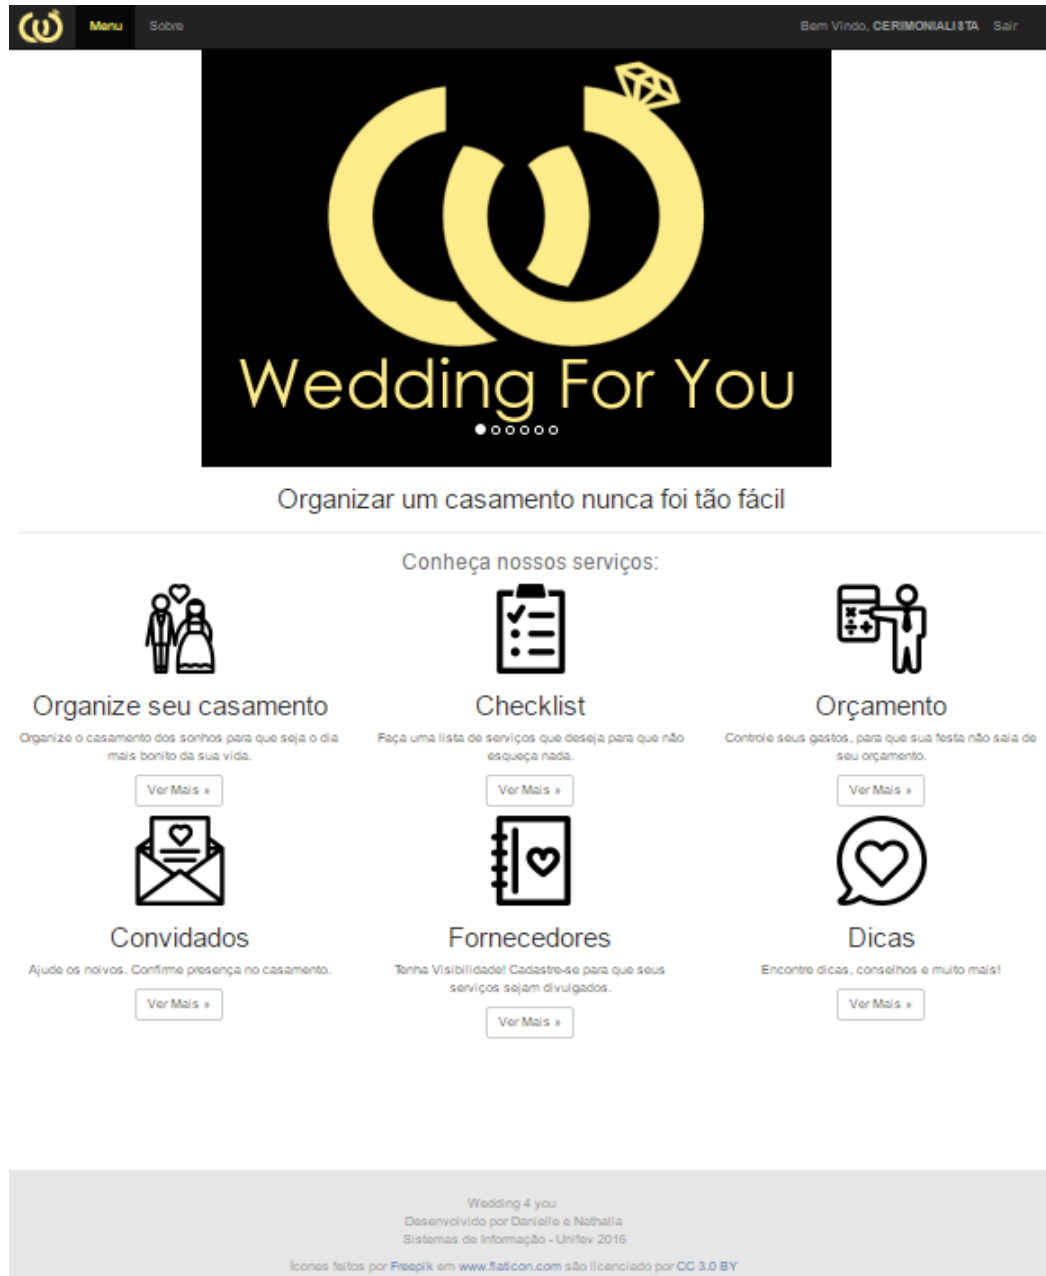 Menu Sobre Bem Vindo, CERIMONIALISTA Sair
Wedding For You
Organizar um casamento nunca foi tão fácil
Conheça nossos serviços:
Organize seu casamento
Organize o casamento dos sonhos para que seja o dia
mais bonito da sua vida.
Ver Mais »
Checklist
Faça uma lista de serviços que deseja para que não
esqueça nada.
Ver Mais »
Orçamento
Controle seus gastos, para que sua festa não saia de
seu orçamento.
Ver Mais »
Convidados
Ajude os noivos. Confirme presença no casamento.
Ver Mais »
Fornecedores
Tenha Visibilidade! Cadastre-se para que seus
serviços sejam divulgados.
Ver Mais »
Dicas
Encontre dicas, conselhos e muito mais!
Ver Mais »
Wedding 4 you
Desenvolvido por Danielle e Nathalia
Sistemas de Informação - Unifev 2016
Ícones feitos por Freepik em www.flaticon.com são licenciado por CC 3.0 BY